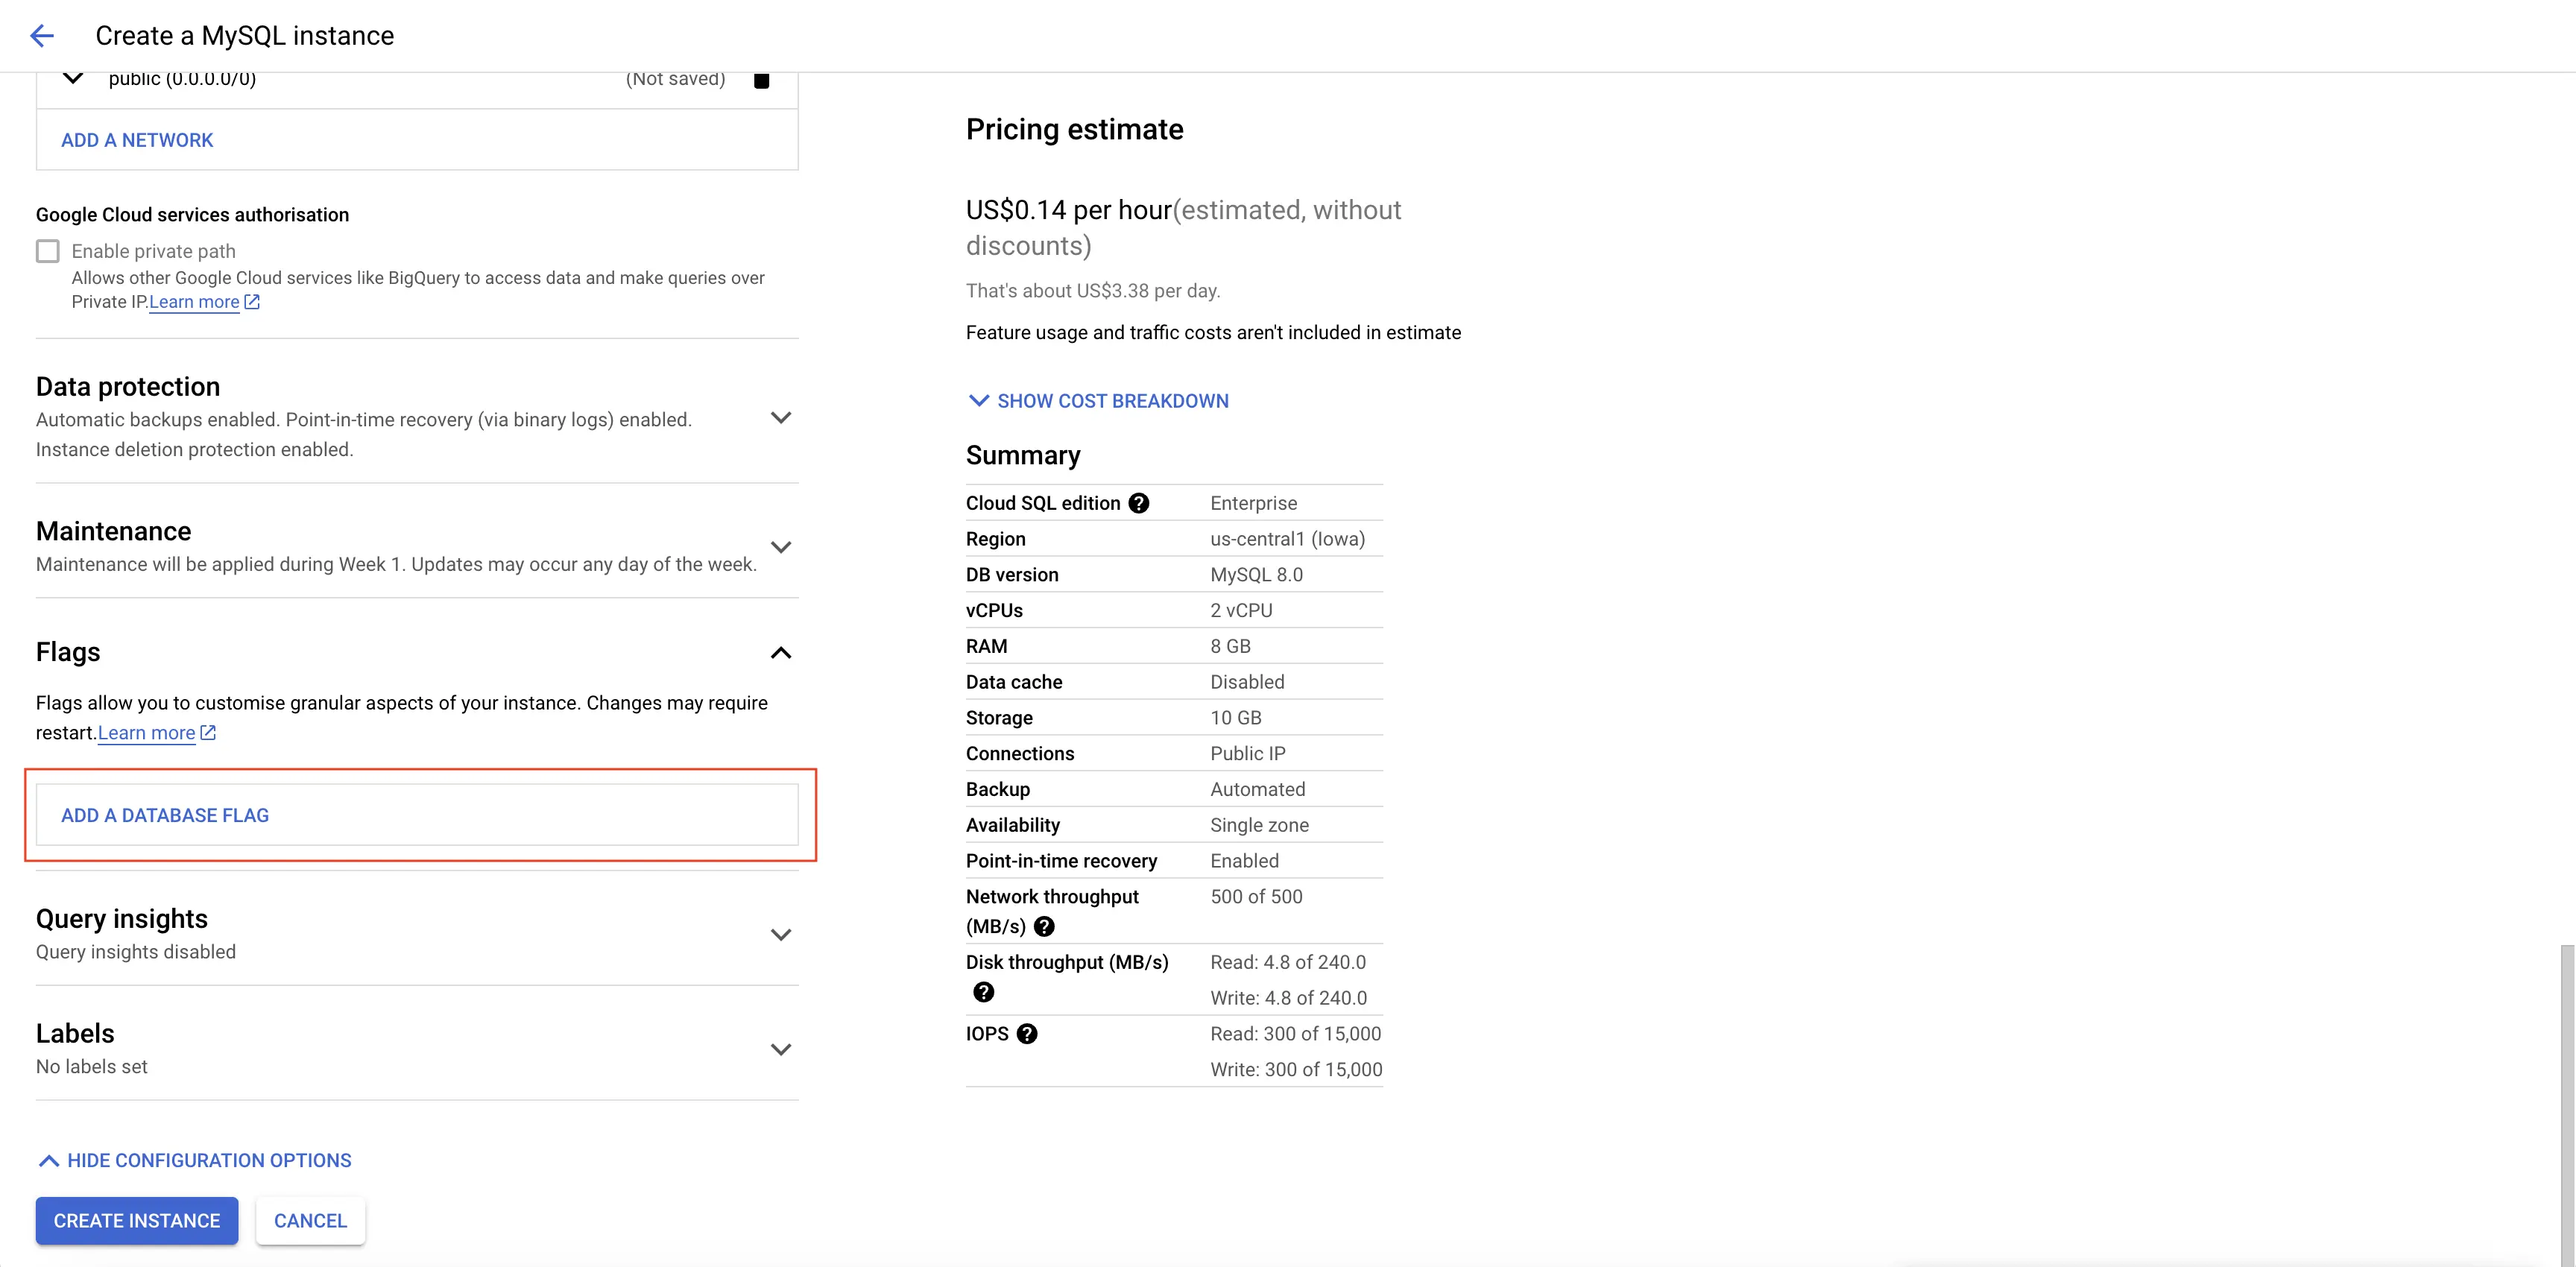 Create a MySQL instance
public (0.0.0.0/0) (Not saved)
ADD A NETWORK
Google Cloud services authorisation
Enable private path
Allows other Google Cloud services like BigQuery to access data and make queries over
Private IP.Learn more
Data protection
Automatic backups enabled. Point-in-time recovery (via binary logs) enabled.
Instance deletion protection enabled.
Maintenance
Maintenance will be applied during Week 1. Updates may occur any day of the week.
Flags
Flags allow you to customise granular aspects of your instance. Changes may require
restart.Learn more
ADD A DATABASE FLAG
Query insights
Query insights disabled
Labels
No labels set
HIDE CONFIGURATION OPTIONS
CREATE INSTANCE CANCEL
Pricing estimate
US$0.14 per hour(estimated, without
discounts)
That's about US$3.38 per day.
Feature usage and traffic costs aren't included in estimate
SHOW COST BREAKDOWN
Summary
Cloud SQL edition ? Enterprise
Region us-central1 (Iowa)
DB version MySQL 8.0
vCPUs 2 vCPU
RAM 8 GB
Data cache Disabled
Storage 10 GB
Connections Public IP
Backup Automated
Availability Single zone
Point-in-time recovery Enabled
Network throughput 500 of 500
(MB/s) ?
Disk throughput (MB/s) Read: 4.8 of 240.0
? Write: 4.8 of 240.0
IOPS ? Read: 300 of 15,000
Write: 300 of 15,000